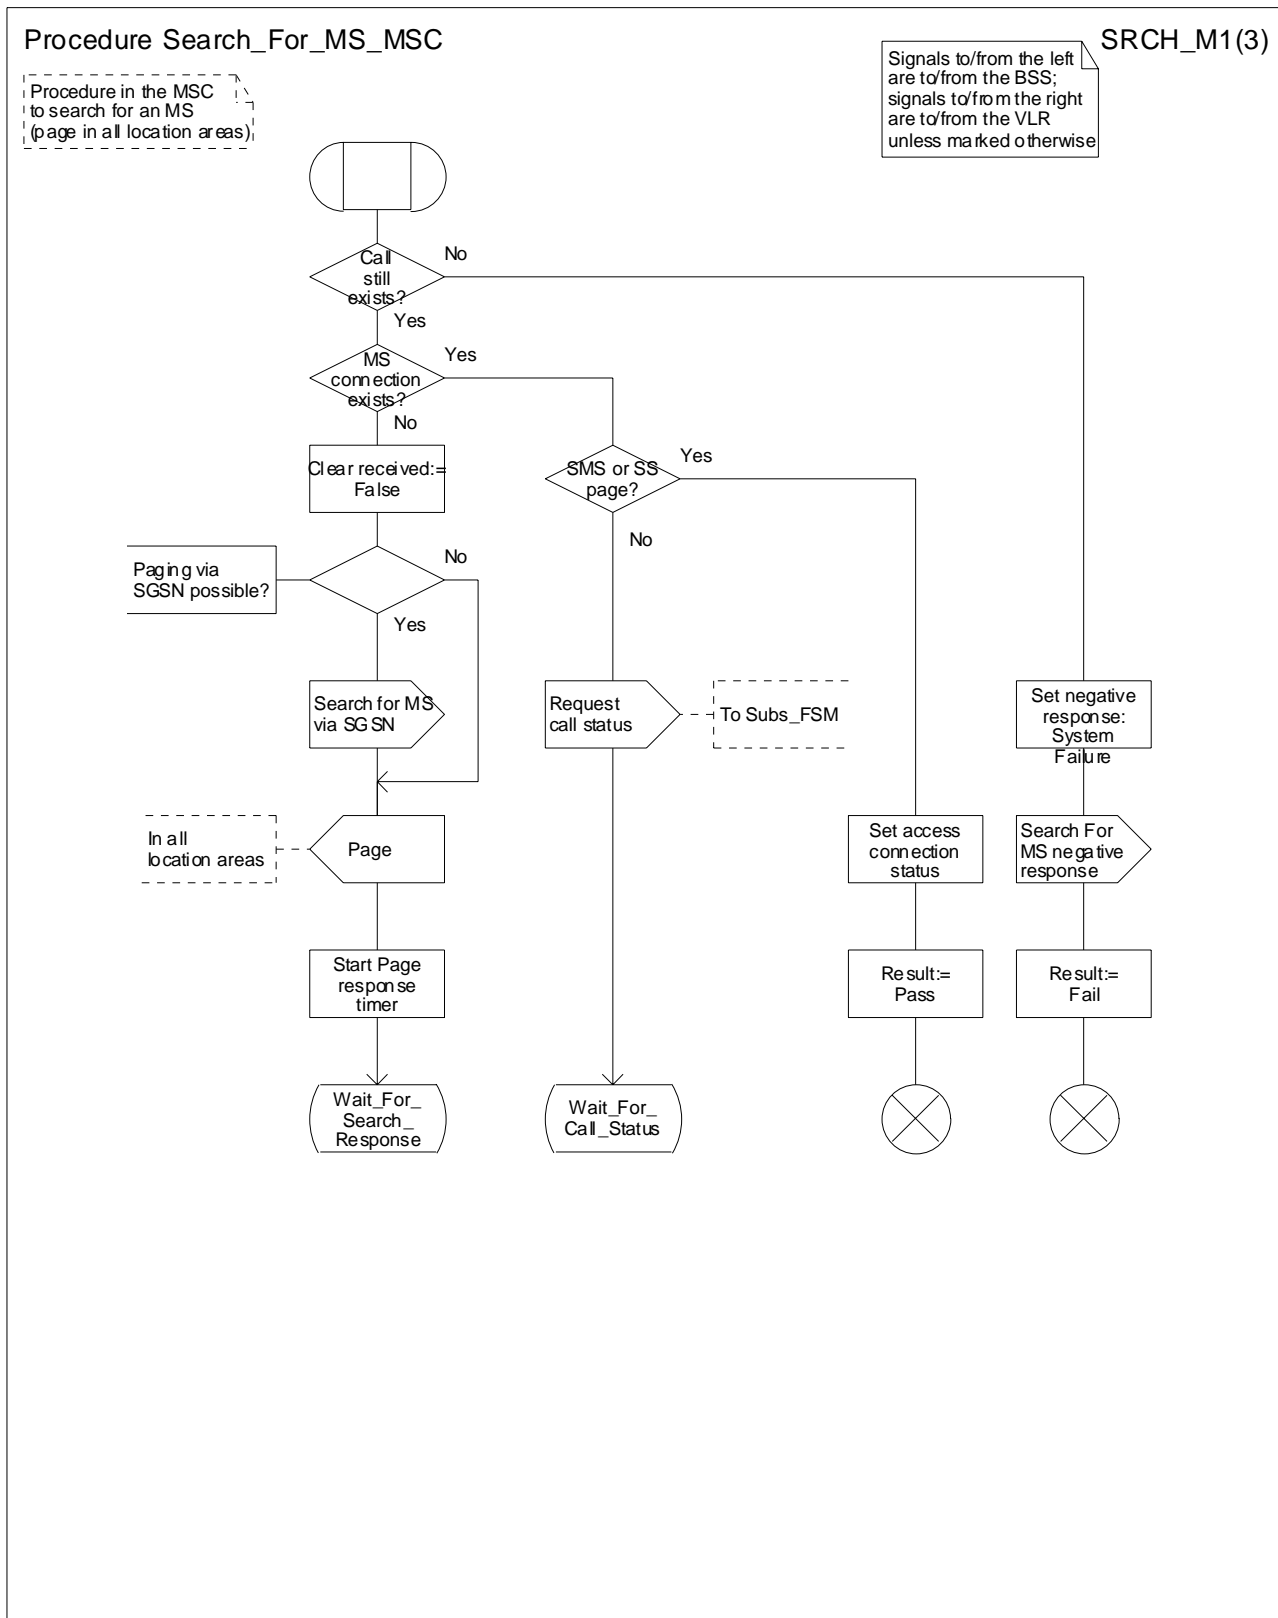 Procedure Search_For_MS_MSC
SRCH_M1(3)
Procedure in the MSC
to search for an MS
(page in all location areas)
Signals to/from the left
are to/from the BSS;
signals to/from the right
are to/from the VLR
unless marked otherwise
Call
still
exists?
No
Yes
MS
connection
exists?
Yes
No
Clear received:=
False
SMS or SS
page?
Yes
No
Paging via
SGSN possible?
No
Yes
Search for MS
via SGSN
Request
call status
To Subs_FSM
Set negative
response:
System
Failure
In all
location areas
Page
Set access
connection
status
Search For
MS negative
response
Start Page
response
timer
Result:=
Pass
Result:=
Fail
Wait_For_
Search_
Response
Wait_For_
Call_Status